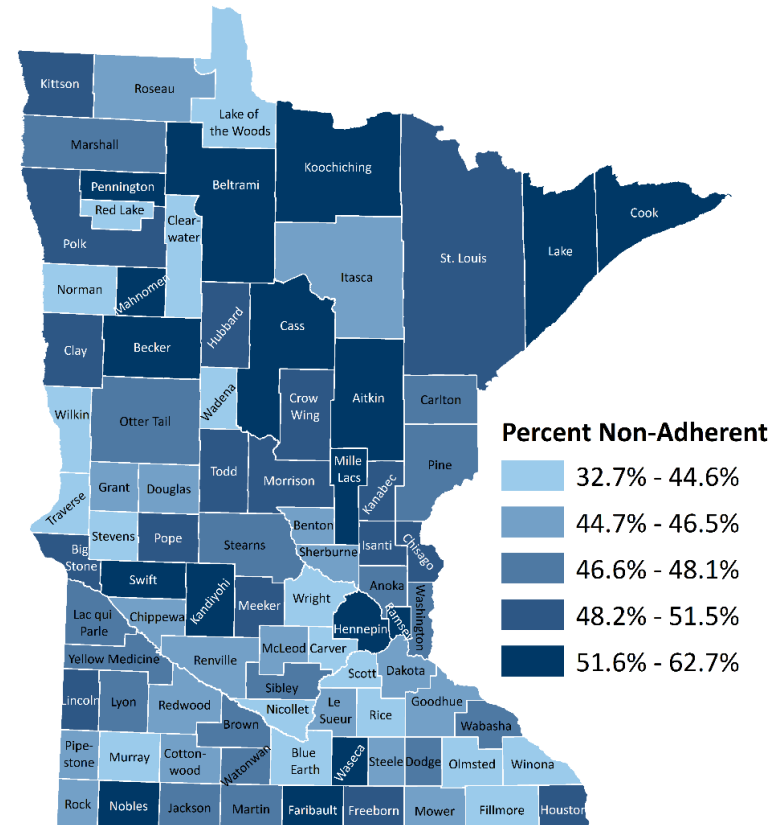 Kittson
Roseau
Lake of
the Woods
Marshall
Koochiching
Beltrami
Pennington
Red Lake
Clear-
water
Cook
Polk
Lake
St. Louis
Itasca
Norman
Mahnomen
Hubbard
Cass
Clay
Becker
Wadena
Crow
Wing
Aitkin
Carlton
Wilkin
Otter Tail
Percent Non-Adherent
Mille
Lacs
Pine
Todd
Morrison
Kanabec
32.7% - 44.6%
Grant
Douglas
Traverse
Benton
44.7% - 46.5%
Stevens
Pope
Stearns
Sherburne
Isanti
Chisago
Big
Stone
46.6% - 48.1%
Swift
Kandiyohi
Meeker
Wright
Anoka
Washington
Lac qui
Parle
Chippewa
Hennepin
Ramsey
48.2% - 51.5%
Yellow Medicine
Renville
McLeod
Carver
51.6% - 62.7%
Scott
Dakota
Lincoln
Lyon
Redwood
Sibley
Nicollet
Le
Sueur
Rice
Goodhue
Brown
Wabasha
Pipe-
stone
Murray
Cotton-
wood
Watonwan
Blue
Earth
Waseca
Steele
Dodge
Olmsted
Winona
Rock
Nobles
Jackson
Martin
Faribault
Freeborn
Mower
Fillmore
Houston